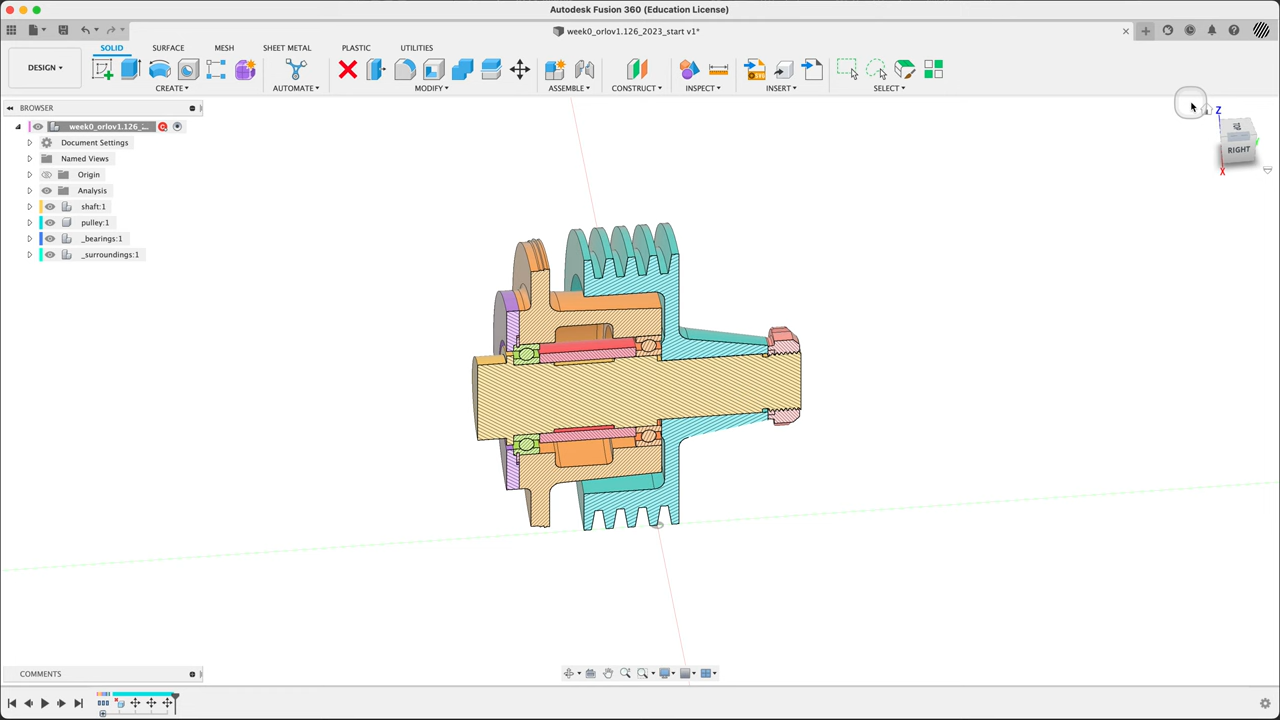 Autodesk Fusion 360 (Education License)
week0_orlov1.126_2023_start v1*
SOLID SURFACE MESH SHEET METAL PLASTIC UTILITIES
DESIGN
CREATE AUTOMATE MODIFY ASSEMBLE CONSTRUCT INSPECT INSERT SELECT
BROWSER
week0_orlov1.126_...
Document Settings
Named Views
Origin
Analysis
shaft:1
pulley:1
_bearings:1
_surroundings:1
Z
RIGHT
X
COMMENTS